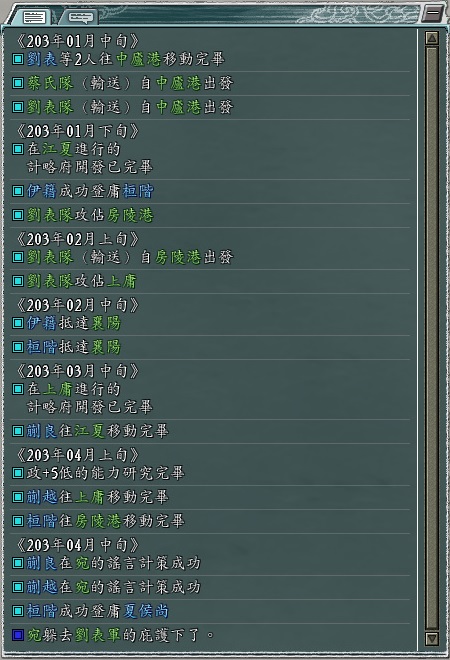 《203年01月中旬》
劉表等2人往中廬港移動完畢
蔡氏隊（輸送）自中廬港出發
劉表隊（輸送）自中廬港出發
《203年01月下旬》
在江夏進行的
計略府開發已完畢
伊籍成功登庸桓階
劉表隊攻佔房陵港
《203年02月上旬》
劉表隊（輸送）自房陵港出發
劉表隊攻佔上庸
《203年02月中旬》
伊籍抵達襄陽
桓階抵達襄陽
《203年03月中旬》
在上庸進行的
計略府開發已完畢
蒯良往江夏移動完畢
《203年04月上旬》
政+5低的能力研究完畢
蒯越往上庸移動完畢
桓階往房陵港移動完畢
《203年04月中旬》
蒯良在宛的謠言計策成功
蒯越在宛的謠言計策成功
桓階成功登庸夏侯尚
宛躲去劉表軍的庇護下了。